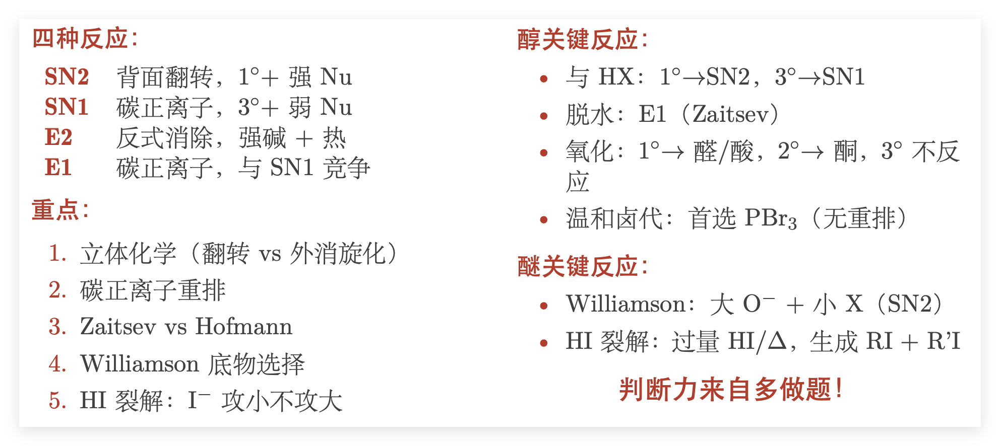 四种反应：
SN2 背面翻转，1°+ 强 Nu
SN1 碳正离子，3°+ 弱 Nu
E2 反式消除，强碱 + 热
E1 碳正离子，与 SN1 竞争
重点：
1. 立体化学（翻转 vs 外消旋化）
2. 碳正离子重排
3. Zaitsev vs Hofmann
4. Williamson 底物选择
5. HI 裂解：I⁻ 攻小不攻大
醇关键反应：
• 与 HX：1°→SN2，3°→SN1
• 脱水：E1（Zaitsev）
• 氧化：1°→ 醛/酸，2°→ 酮，3° 不反
应
• 温和卤代：首选 PBr₃（无重排）
醚关键反应：
• Williamson：大 O⁻ + 小 X（SN2）
• HI 裂解：过量 HI/Δ，生成 RI + R’I
判断力来自多做题！